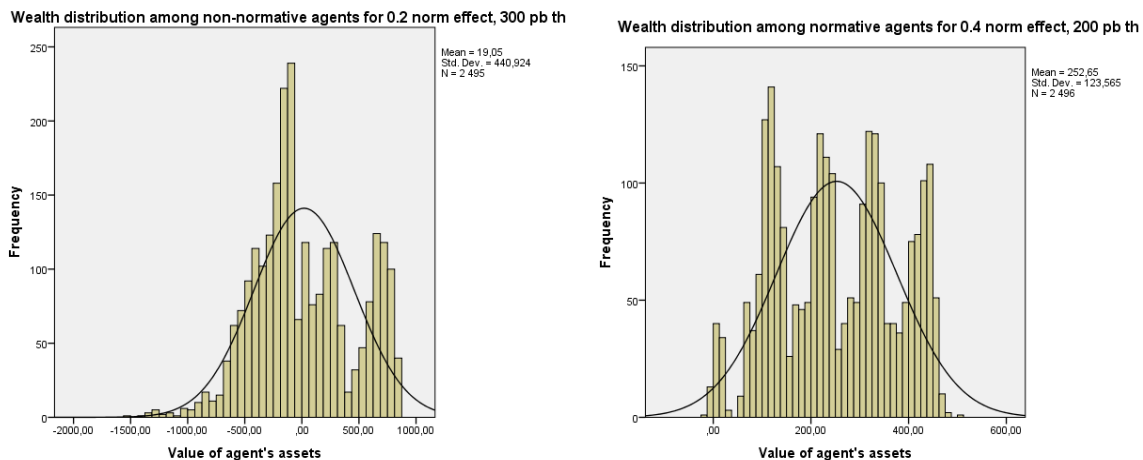 Wealth distribution among non-normative agents for 0.2 norm effect, 300 pb th
250
200
150
100
50
0
Frequency
-2000,00
-1500,00
-1000,00
-500,00
,00
500,00
1000,00
Value of agent's assets
Mean = 19,05
Std. Dev. = 440,924
N = 2 495
Wealth distribution among normative agents for 0.4 norm effect, 200 pb th
150
100
50
0
Frequency
,00
200,00
400,00
600,00
Value of agent's assets
Mean = 252,65
Std. Dev. = 123,565
N = 2 496